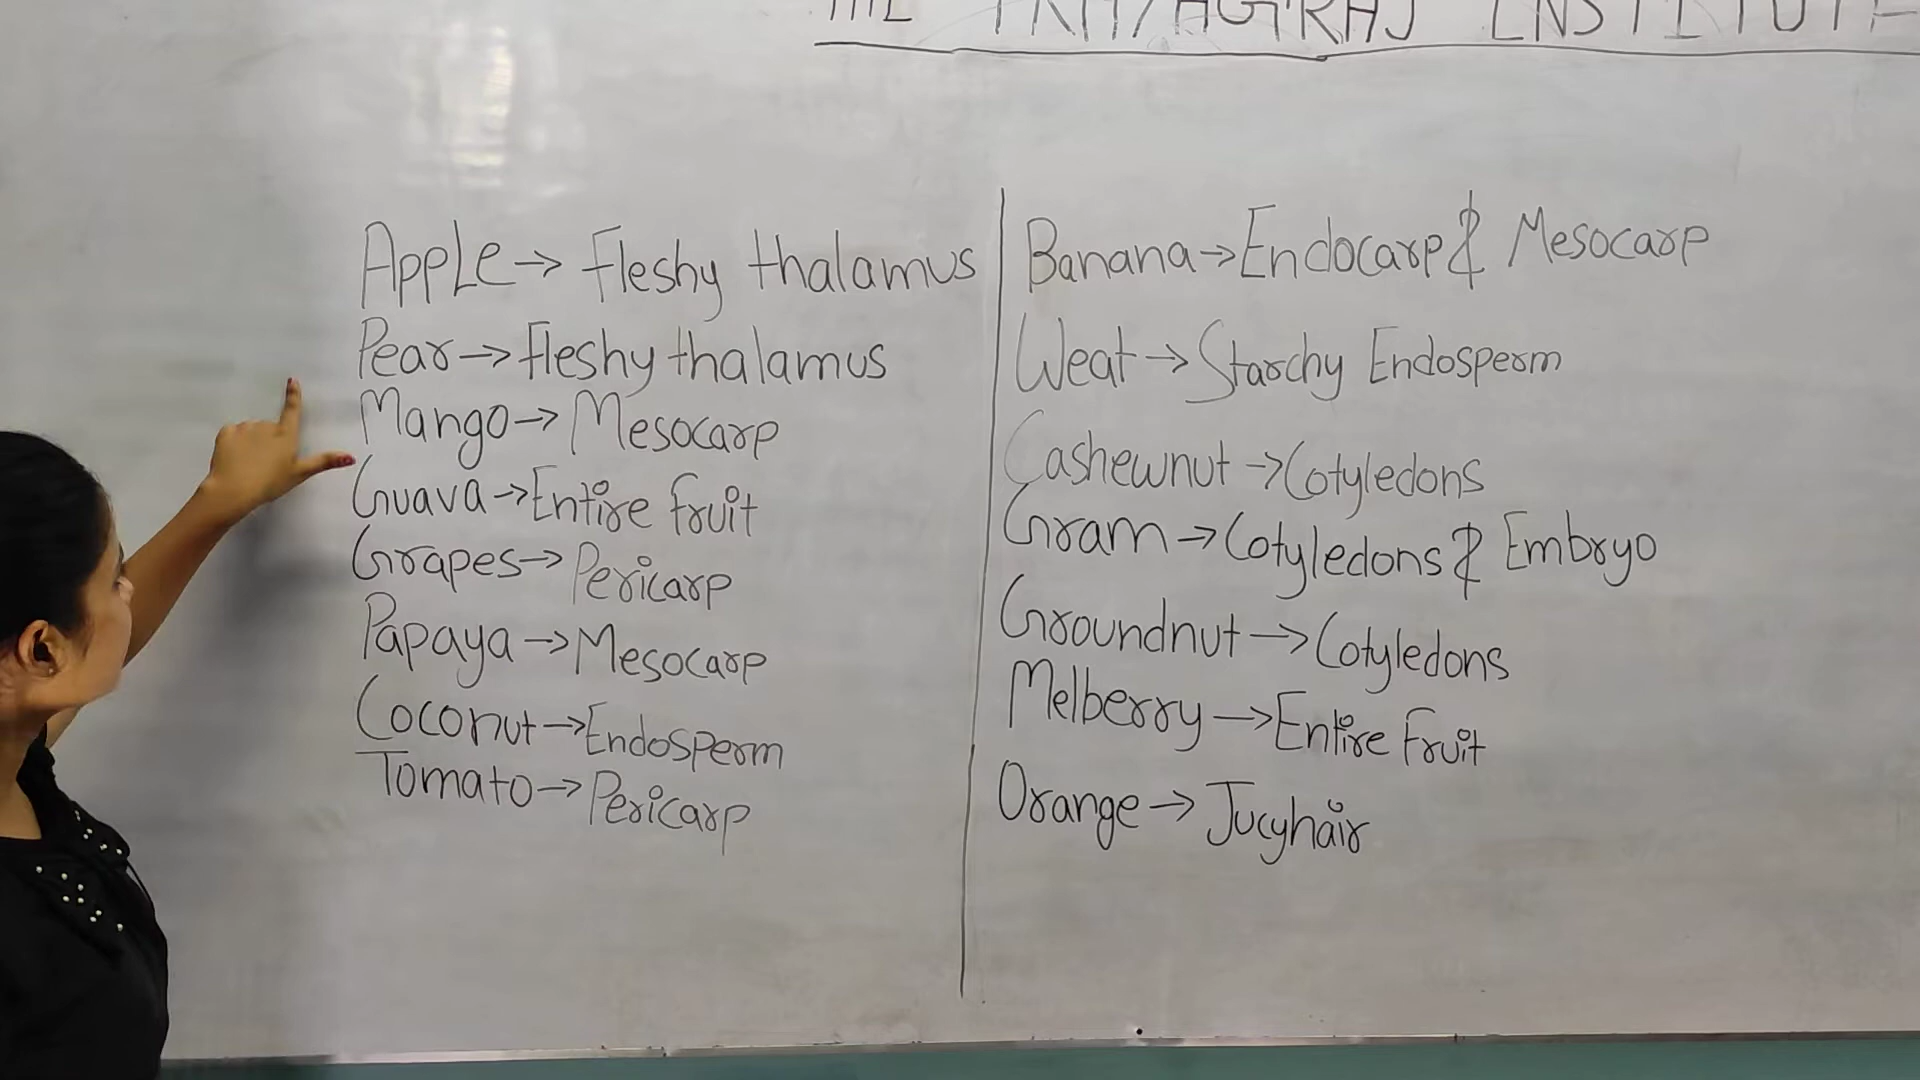 THE PRAYAGRAJ INSTITUTE
Apple → Fleshy thalamus
Pear → fleshy thalamus
Mango → Mesocarp
Guava → Entire fruit
Grapes → Pericarp
Papaya → Mesocarp
Coconut → Endosperm
Tomato → Pericarp
Banana → Endocarp & Mesocarp
Weat → Starchy Endosperm
Cashewnut → Cotyledons
Gram → Cotyledons & Embryo
Groundnut → Cotyledons
Melberry → Entire Fruit
Orange → Jucyhair